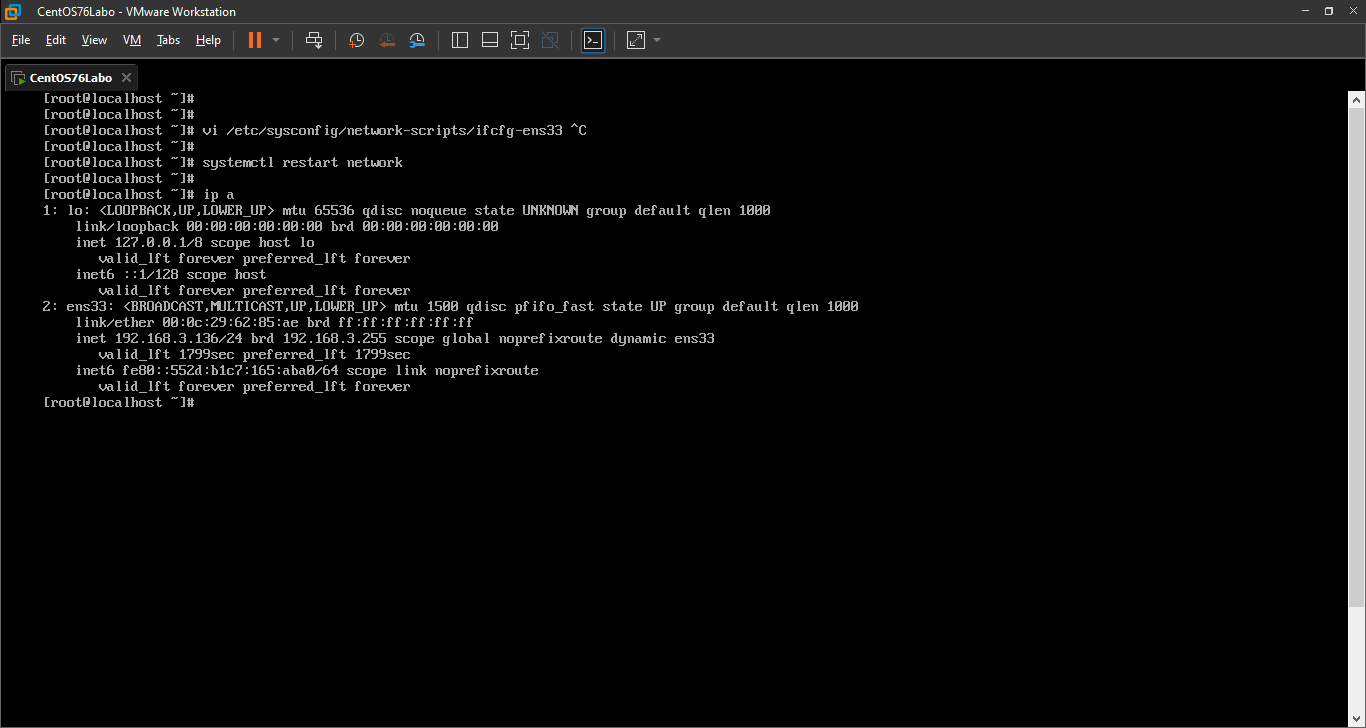 CentOS76Labo - VMware Workstation
File Edit View VM Tabs Help
CentOS76Labo
[root@localhost ~]#
[root@localhost ~]#
[root@localhost ~]# vi /etc/sysconfig/network-scripts/ifcfg-ens33 ^C
[root@localhost ~]#
[root@localhost ~]# systemctl restart network
[root@localhost ~]#
[root@localhost ~]# ip a
1: lo: <LOOPBACK,UP,LOWER_UP> mtu 65536 qdisc noqueue state UNKNOWN group default qlen 1000
    link/loopback 00:00:00:00:00:00 brd 00:00:00:00:00:00
    inet 127.0.0.1/8 scope host lo
       valid_lft forever preferred_lft forever
    inet6 ::1/128 scope host
       valid_lft forever preferred_lft forever
2: ens33: <BROADCAST,MULTICAST,UP,LOWER_UP> mtu 1500 qdisc pfifo_fast state UP group default qlen 1000
    link/ether 00:0c:29:62:85:ae brd ff:ff:ff:ff:ff:ff
    inet 192.168.3.136/24 brd 192.168.3.255 scope global noprefixroute dynamic ens33
       valid_lft 1799sec preferred_lft 1799sec
    inet6 fe80::552d:b1c7:165:aba0/64 scope link noprefixroute
       valid_lft forever preferred_lft forever
[root@localhost ~]#